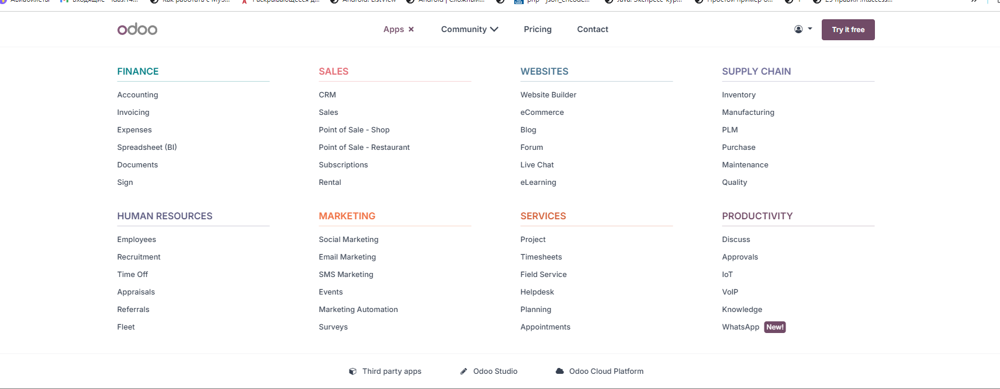 Java. Экспресс-кур...
odoo
Apps × Community Pricing Contact Try it free
FINANCE
Accounting
Invoicing
Expenses
Spreadsheet (BI)
Documents
Sign
SALES
CRM
Sales
Point of Sale - Shop
Point of Sale - Restaurant
Subscriptions
Rental
WEBSITES
Website Builder
eCommerce
Blog
Forum
Live Chat
eLearning
SUPPLY CHAIN
Inventory
Manufacturing
PLM
Purchase
Maintenance
Quality
HUMAN RESOURCES
Employees
Recruitment
Time Off
Appraisals
Referrals
Fleet
MARKETING
Social Marketing
Email Marketing
SMS Marketing
Events
Marketing Automation
Surveys
SERVICES
Project
Timesheets
Field Service
Helpdesk
Planning
Appointments
PRODUCTIVITY
Discuss
Approvals
IoT
VoIP
Knowledge
WhatsApp New!
Third party apps Odoo Studio Odoo Cloud Platform